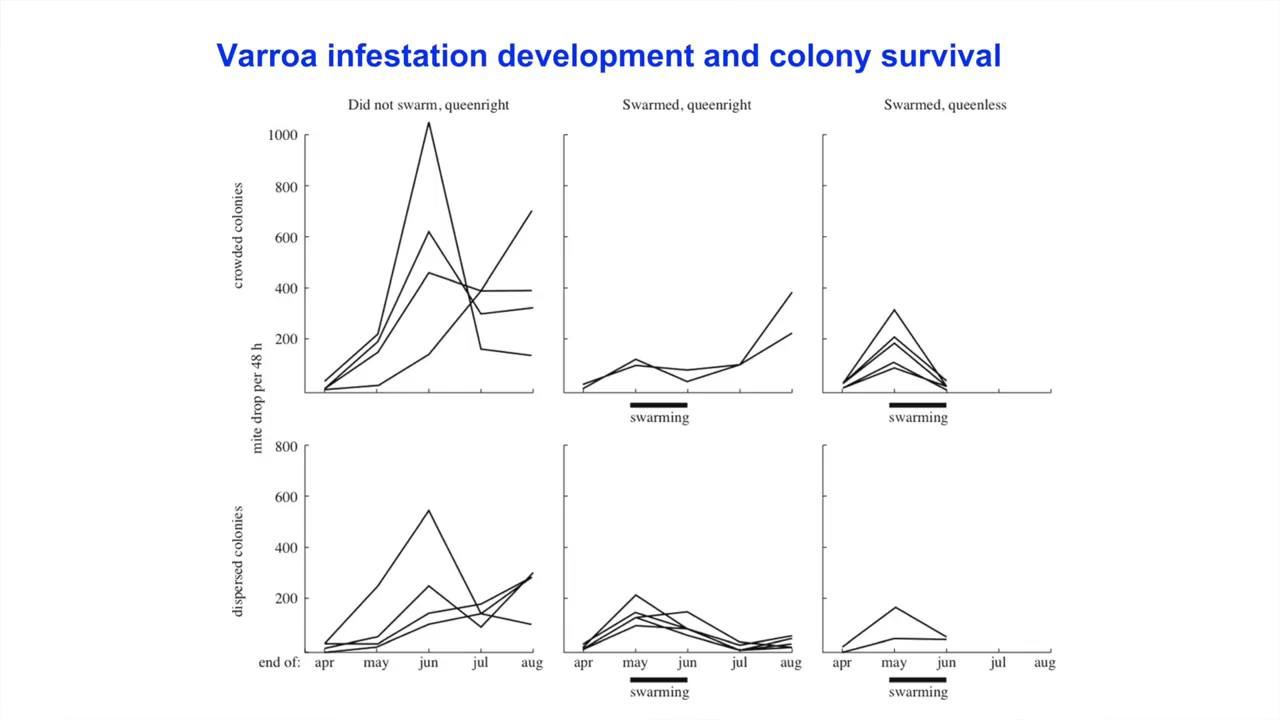 Varroa infestation development and colony survival
Did not swarm, queenright
Swarmed, queenright
Swarmed, queenless
mite drop per 48 h
crowded colonies
1000
800
600
400
200
swarming
swarming
dispersed colonies
800
600
400
200
end of: apr may jun jul aug
apr may jun jul aug
apr may jun jul aug
swarming
swarming